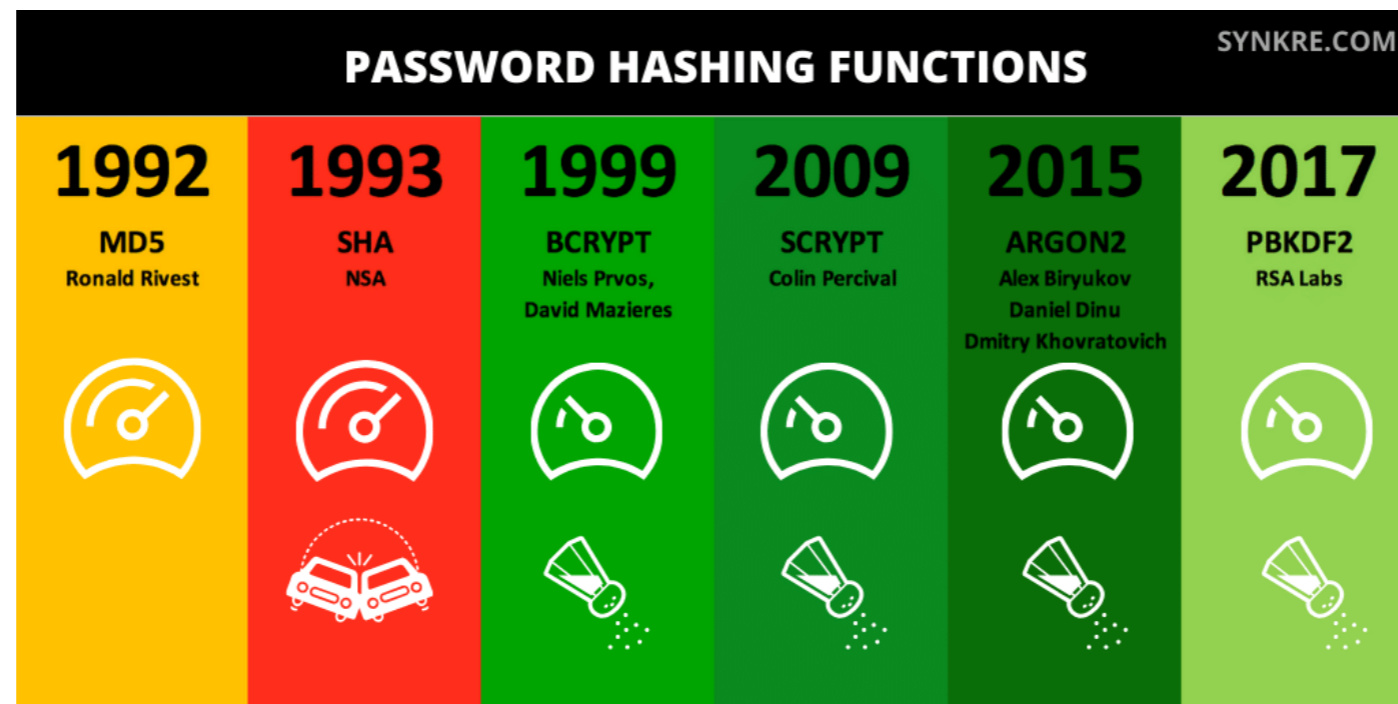 SYNKRE.COM
PASSWORD HASHING FUNCTIONS
1992
MD5
Ronald Rivest
1993
SHA
NSA
1999
BCRYPT
Niels Prvos,
David Mazieres
2009
SCRYPT
Colin Percival
2015
ARGON2
Alex Biryukov
Daniel Dinu
Dmitry Khovratovich
2017
PBKDF2
RSA Labs